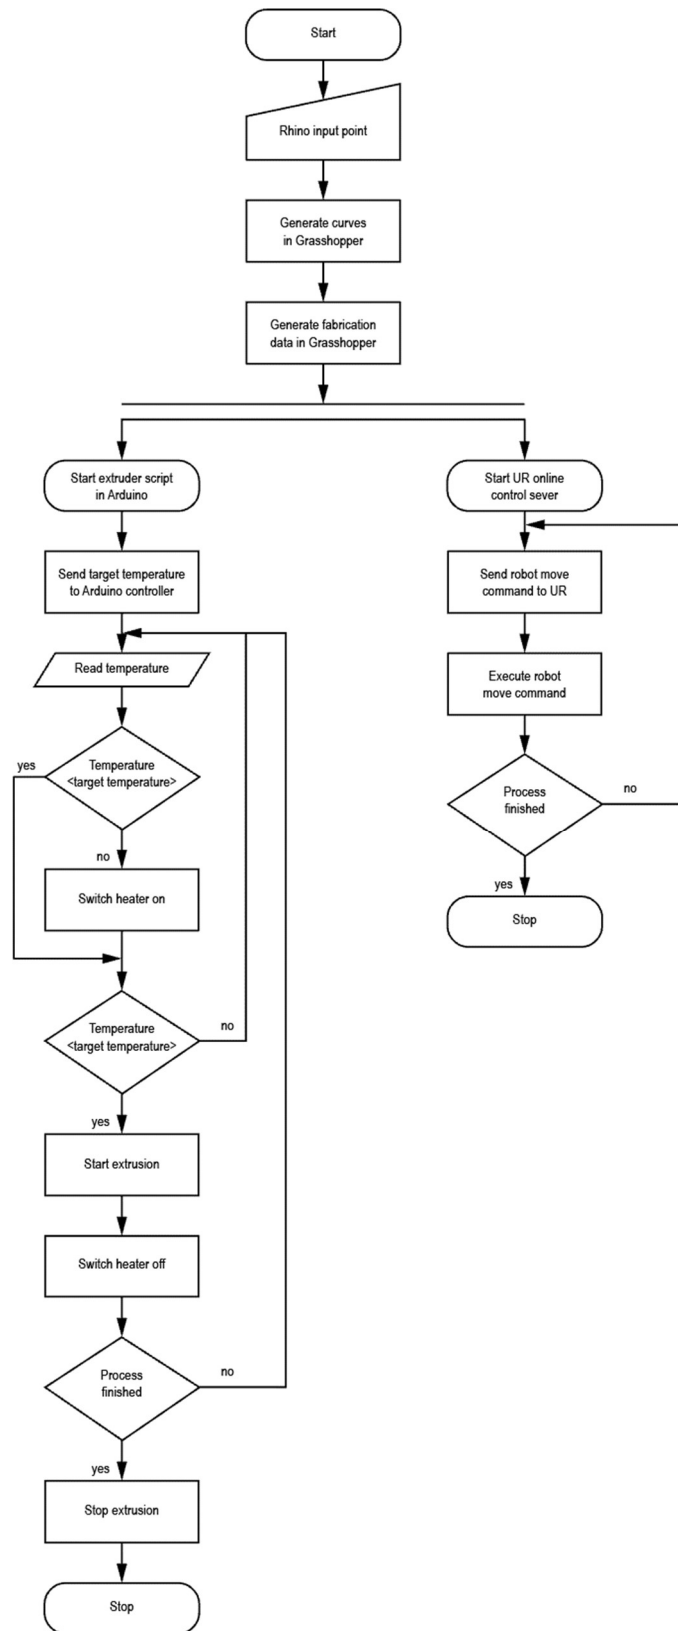 Start
Rhino input point
Generate curves
in Grasshopper
Generate fabrication
data in Grasshopper
Start extruder script
in Arduino
Send target temperature
to Arduino controller
Read temperature
yes
Temperature
<target temperature>
no
Switch heater on
Temperature
<target temperature>
no
yes
Start extrusion
Switch heater off
Process
finished
no
yes
Stop extrusion
Stop
Start UR online
control sever
Send robot move
command to UR
Execute robot
move command
Process
finished
no
yes
Stop